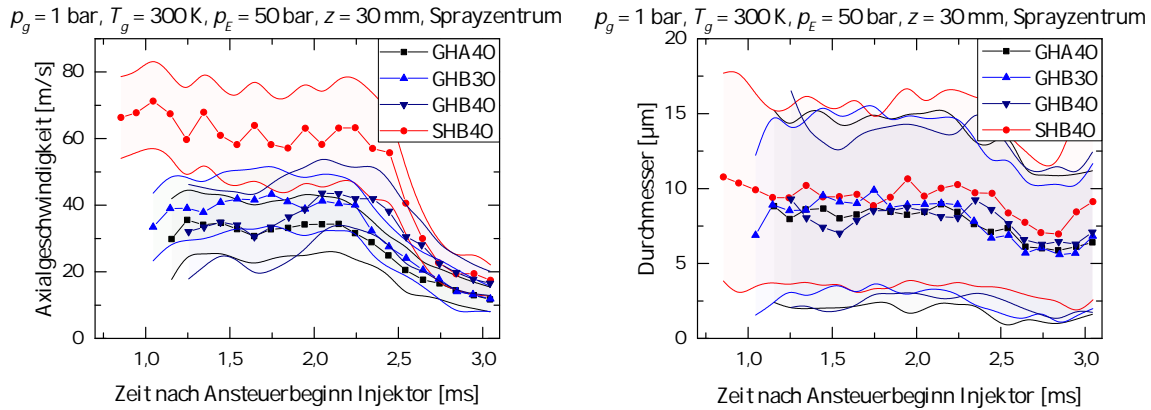 p_g = 1 bar, T_g = 300 K, p_E = 50 bar, z = 30 mm, Sprayzentrum
GHA40
GHB30
GHB40
SHB40
Axialgeschwindigkeit [m/s]
80
60
40
20
0
1,0 1,5 2,0 2,5 3,0
Zeit nach Ansteuerbeginn Injektor [ms]
p_g = 1 bar, T_g = 300 K, p_E = 50 bar, z = 30 mm, Sprayzentrum
GHA40
GHB30
GHB40
SHB40
Durchmesser [µm]
20
15
10
5
0
1,0 1,5 2,0 2,5 3,0
Zeit nach Ansteuerbeginn Injektor [ms]